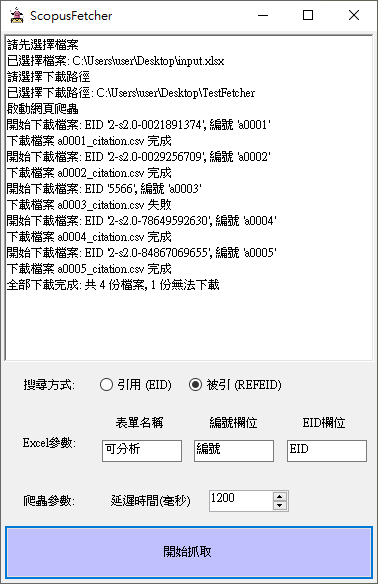 ScopusFetcher
請先選擇檔案
已選擇檔案: C:\Users\user\Desktop\input.xlsx
請選擇下載路徑
已選擇路徑: C:\Users\user\Desktop\TestFetcher
啟動網頁爬蟲
開始下載檔案: EID '2-s2.0-0021891374', 編號 'a0001'
下載檔案 a0001_citation.csv 完成
開始下載檔案: EID '2-s2.0-0029256709', 編號 'a0002'
下載檔案 a0002_citation.csv 完成
開始下載檔案: EID '5566', 編號 'a0003'
下載檔案 a0003_citation.csv 失敗
開始下載檔案: EID '2-s2.0-78649592630', 編號 'a0004'
下載檔案 a0004_citation.csv 完成
開始下載檔案: EID '2-s2.0-84867069655', 編號 'a0005'
下載檔案 a0005_citation.csv 完成
全部下載完成: 共 4 份檔案, 1 份無法下載
搜尋方式: 引用 (EID) 被引 (REFEID)
表單名稱 編號欄位 EID欄位
Excel參數: 可分析 編號 EID
爬蟲參數: 延遲時間(毫秒) 1200
開始抓取